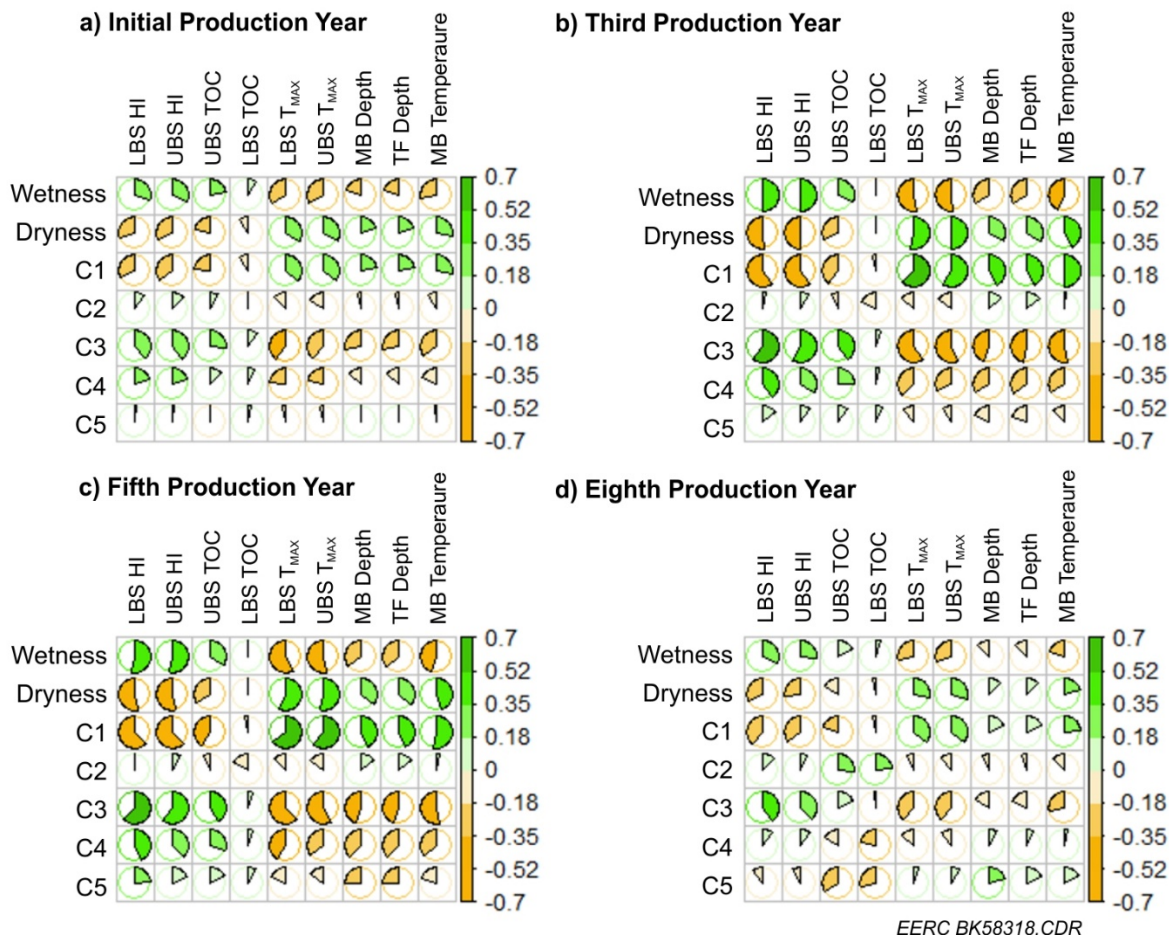 a) Initial Production Year
LBS HI
UBS HI
UBS TOC
LBS TOC
LBS TMAX
UBS TMAX
MB Depth
TF Depth
MB Temperaure
Wetness
Dryness
C1
C2
C3
C4
C5
0.7
0.52
0.35
0.18
0
-0.18
-0.35
-0.52
-0.7
b) Third Production Year
LBS HI
UBS HI
UBS TOC
LBS TOC
LBS TMAX
UBS TMAX
MB Depth
TF Depth
MB Temperaure
Wetness
Dryness
C1
C2
C3
C4
C5
0.7
0.52
0.35
0.18
0
-0.18
-0.35
-0.52
-0.7
c) Fifth Production Year
LBS HI
UBS HI
UBS TOC
LBS TOC
LBS TMAX
UBS TMAX
MB Depth
TF Depth
MB Temperaure
Wetness
Dryness
C1
C2
C3
C4
C5
0.7
0.52
0.35
0.18
0
-0.18
-0.35
-0.52
-0.7
d) Eighth Production Year
LBS HI
UBS HI
UBS TOC
LBS TOC
LBS TMAX
UBS TMAX
MB Depth
TF Depth
MB Temperaure
Wetness
Dryness
C1
C2
C3
C4
C5
0.7
0.52
0.35
0.18
0
-0.18
-0.35
-0.52
-0.7
EERC BK58318.CDR